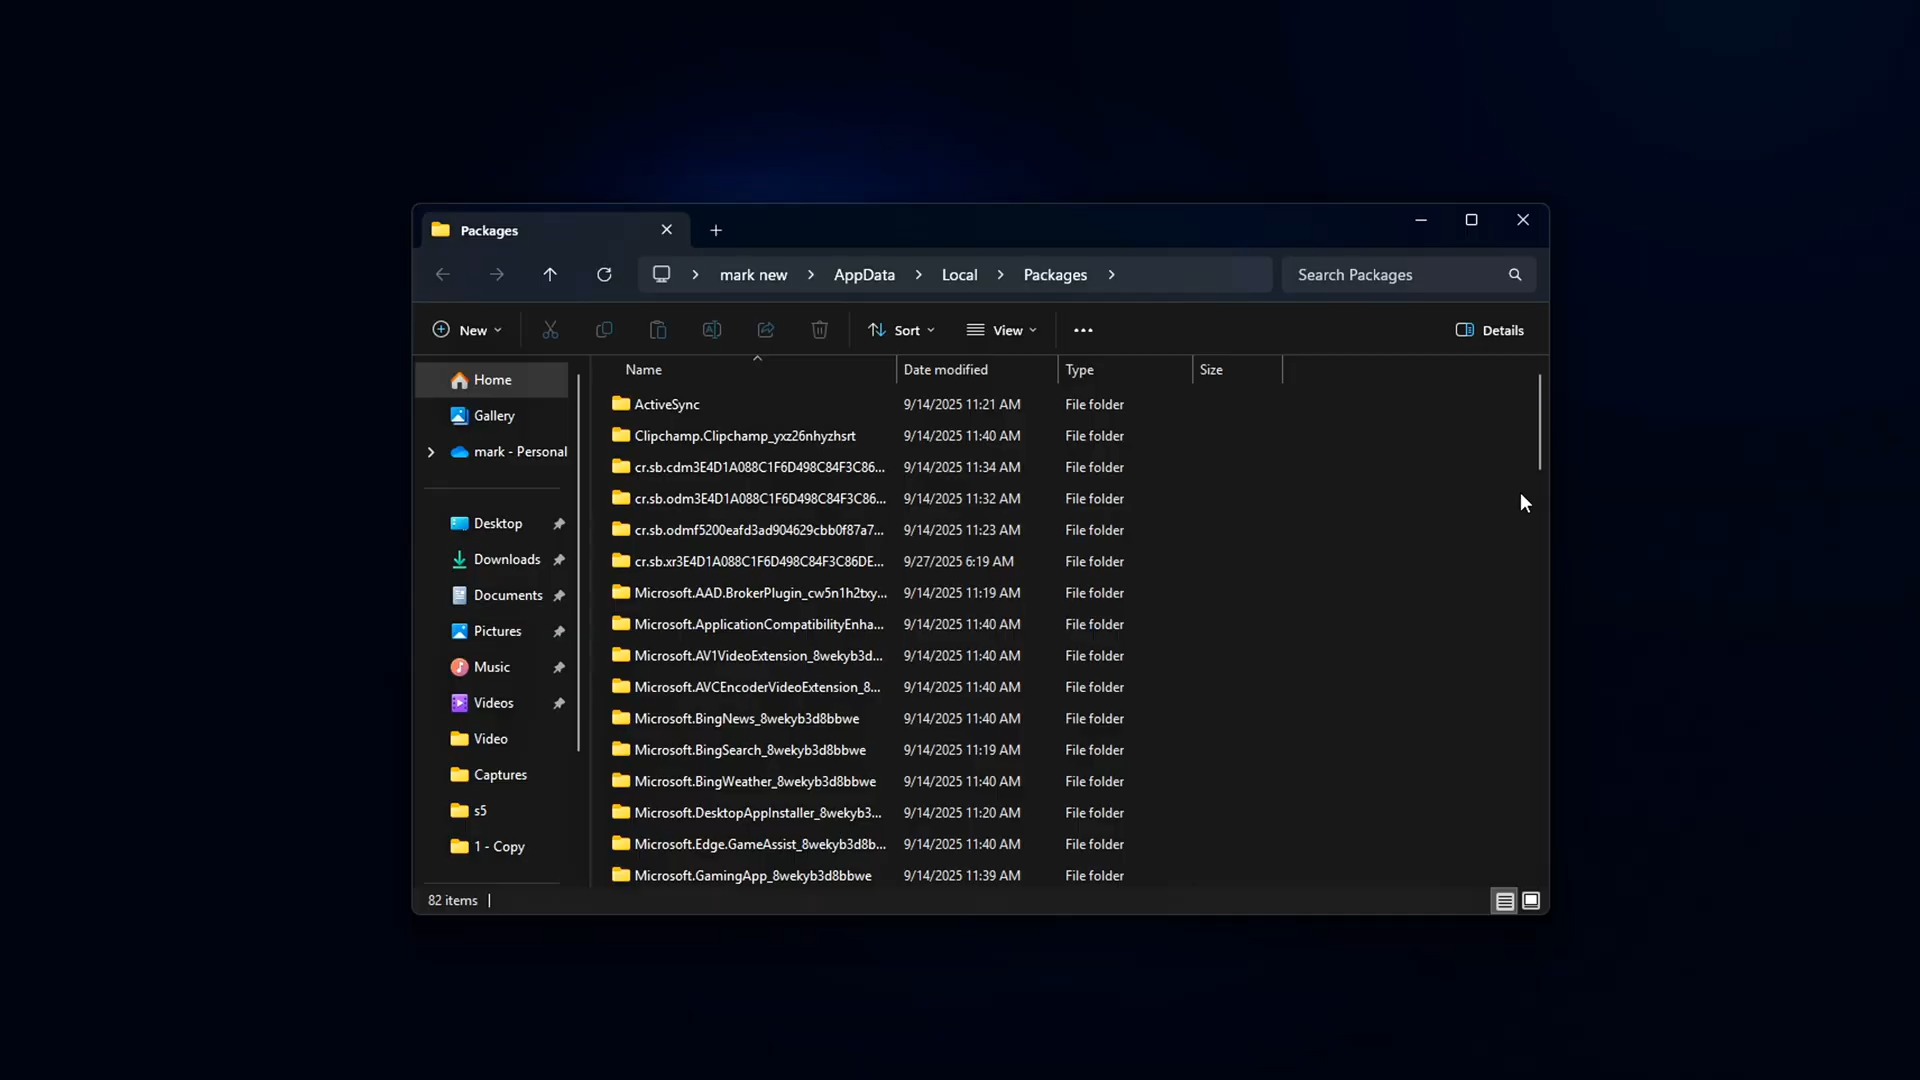 Packages
mark new > AppData > Local > Packages >
Search Packages
New
Sort
View
Details
Name Date modified Type Size
Home
Gallery
mark - Personal
Desktop
Downloads
Documents
Pictures
Music
Videos
Video
Captures
s5
1 - Copy
ActiveSync 9/14/2025 11:21 AM File folder
Clipchamp.Clipchamp_yxz26nhyzhsrt 9/14/2025 11:40 AM File folder
cr.sb.cdm3E4D1A088C1F6D498C84F3C86... 9/14/2025 11:34 AM File folder
cr.sb.odm3E4D1A088C1F6D498C84F3C86... 9/14/2025 11:32 AM File folder
cr.sb.odmf5200eafd3ad904629cbb0f87a7... 9/14/2025 11:23 AM File folder
cr.sb.xr3E4D1A088C1F6D498C84F3C86DE... 9/27/2025 6:19 AM File folder
Microsoft.AAD.BrokerPlugin_cw5n1h2txy... 9/14/2025 11:19 AM File folder
Microsoft.ApplicationCompatibilityEnha... 9/14/2025 11:40 AM File folder
Microsoft.AV1VideoExtension_8wekyb3d... 9/14/2025 11:40 AM File folder
Microsoft.AVCEncoderVideoExtension_8... 9/14/2025 11:40 AM File folder
Microsoft.BingNews_8wekyb3d8bbwe 9/14/2025 11:40 AM File folder
Microsoft.BingSearch_8wekyb3d8bbwe 9/14/2025 11:19 AM File folder
Microsoft.BingWeather_8wekyb3d8bbwe 9/14/2025 11:40 AM File folder
Microsoft.DesktopAppInstaller_8wekyb3... 9/14/2025 11:20 AM File folder
Microsoft.Edge.GameAssist_8wekyb3d8b... 9/14/2025 11:40 AM File folder
Microsoft.GamingApp_8wekyb3d8bbwe 9/14/2025 11:39 AM File folder
82 items